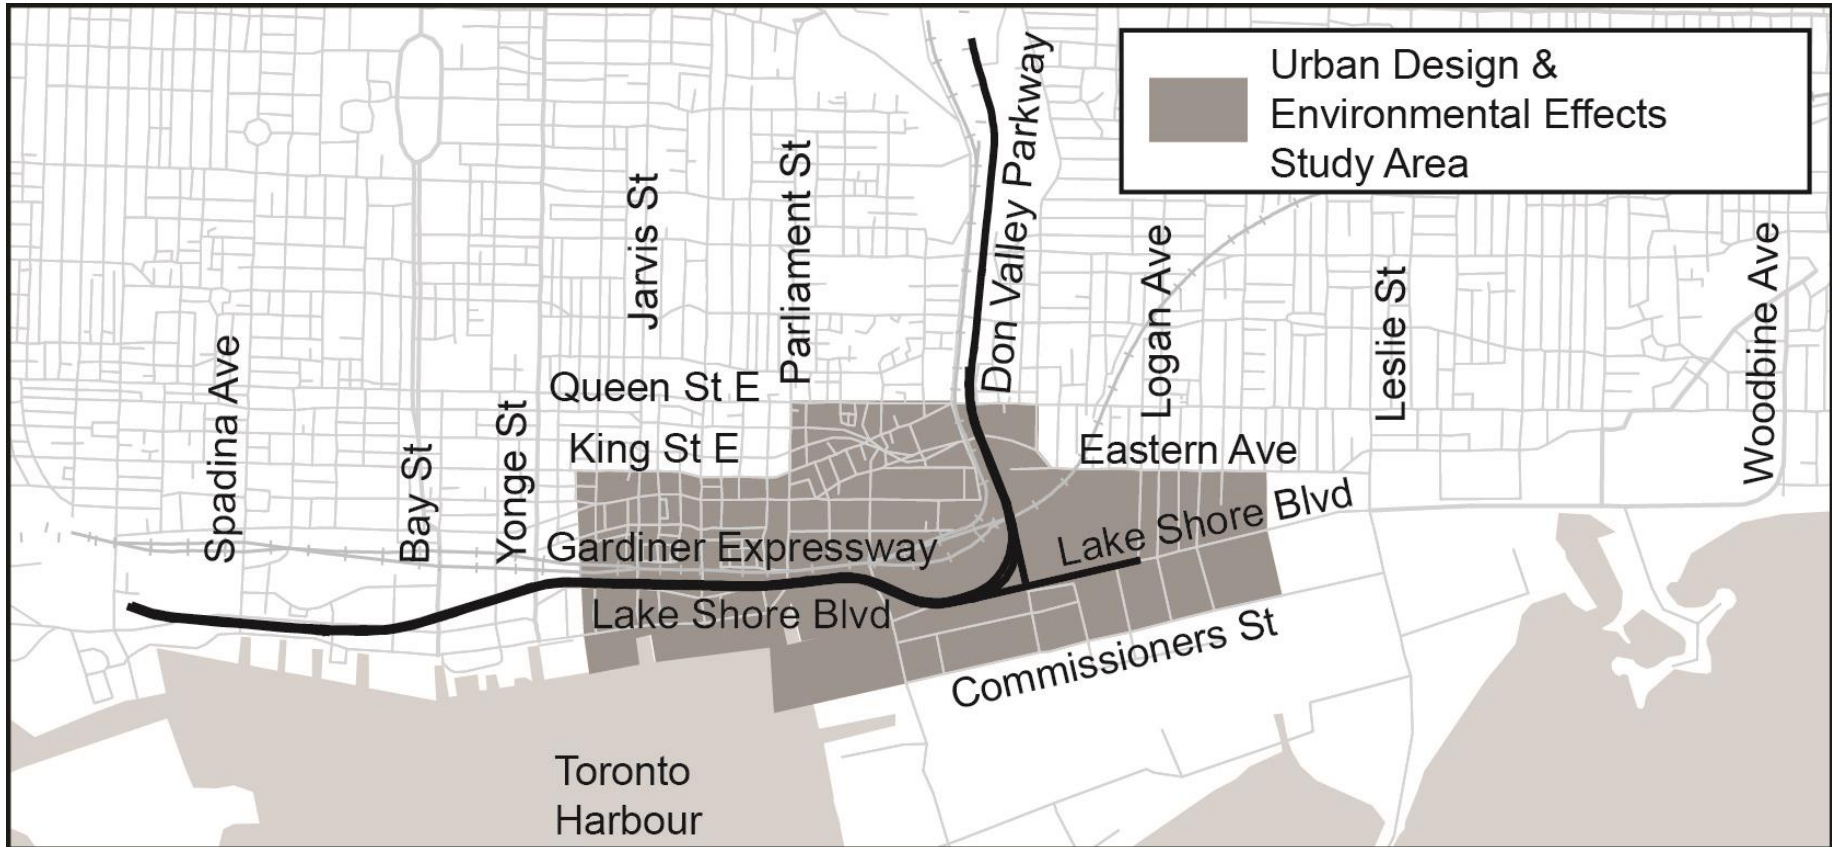 Urban Design &
Environmental Effects
Study Area
Don Valley Parkway
Parliament St
Jarvis St
Logan Ave
Leslie St
Woodbine Ave
Spadina Ave
Queen St E
Bay St
Yonge St
King St E
Eastern Ave
Gardiner Expressway
Lake Shore Blvd
Lake Shore Blvd
Commissioners St
Toronto
Harbour